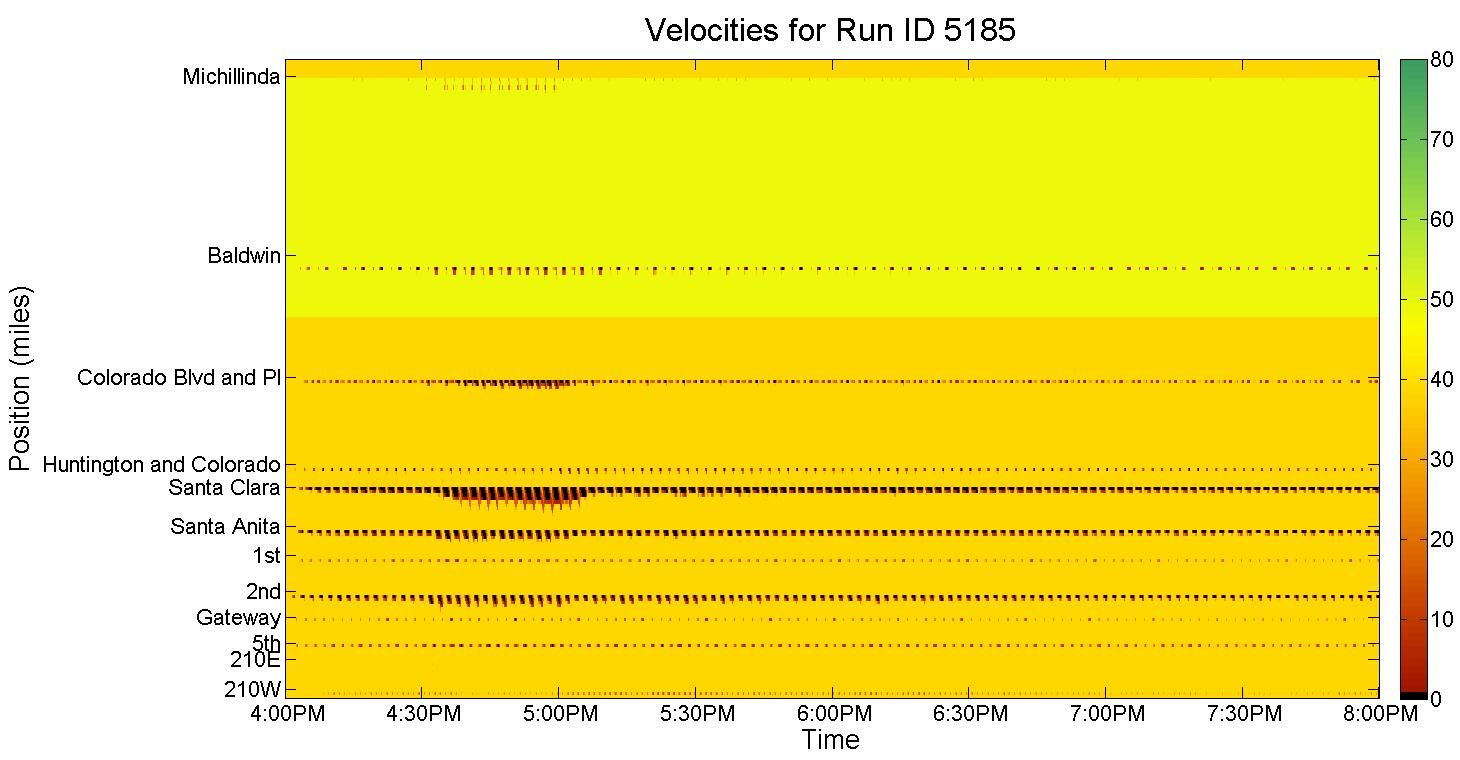 Velocities for Run ID 5185
Michillinda
Baldwin
Colorado Blvd and Pl
Huntington and Colorado
Santa Clara
Santa Anita
1st
2nd
Gateway
5th
210E
210W
Position (miles)
4:00PM 4:30PM 5:00PM 5:30PM 6:00PM 6:30PM 7:00PM 7:30PM 8:00PM
Time
80
70
60
50
40
30
20
10
0